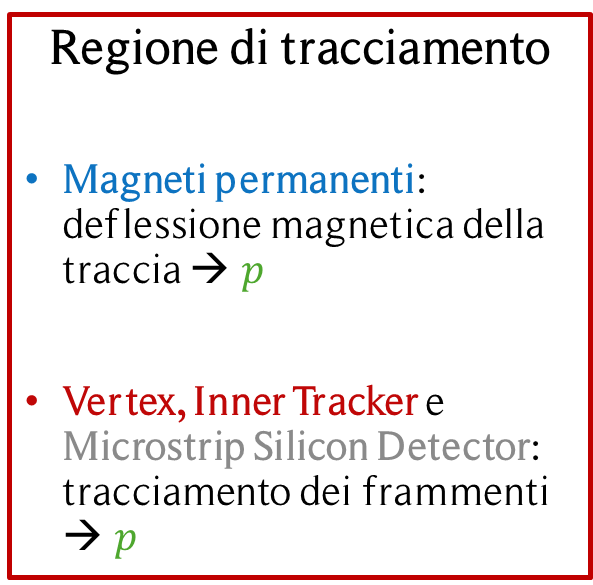 Regione di tracciamento
• Magneti permanenti:
deflessione magnetica della
traccia → p
• Vertex, Inner Tracker e
Microstrip Silicon Detector:
tracciamento dei frammenti
→ p